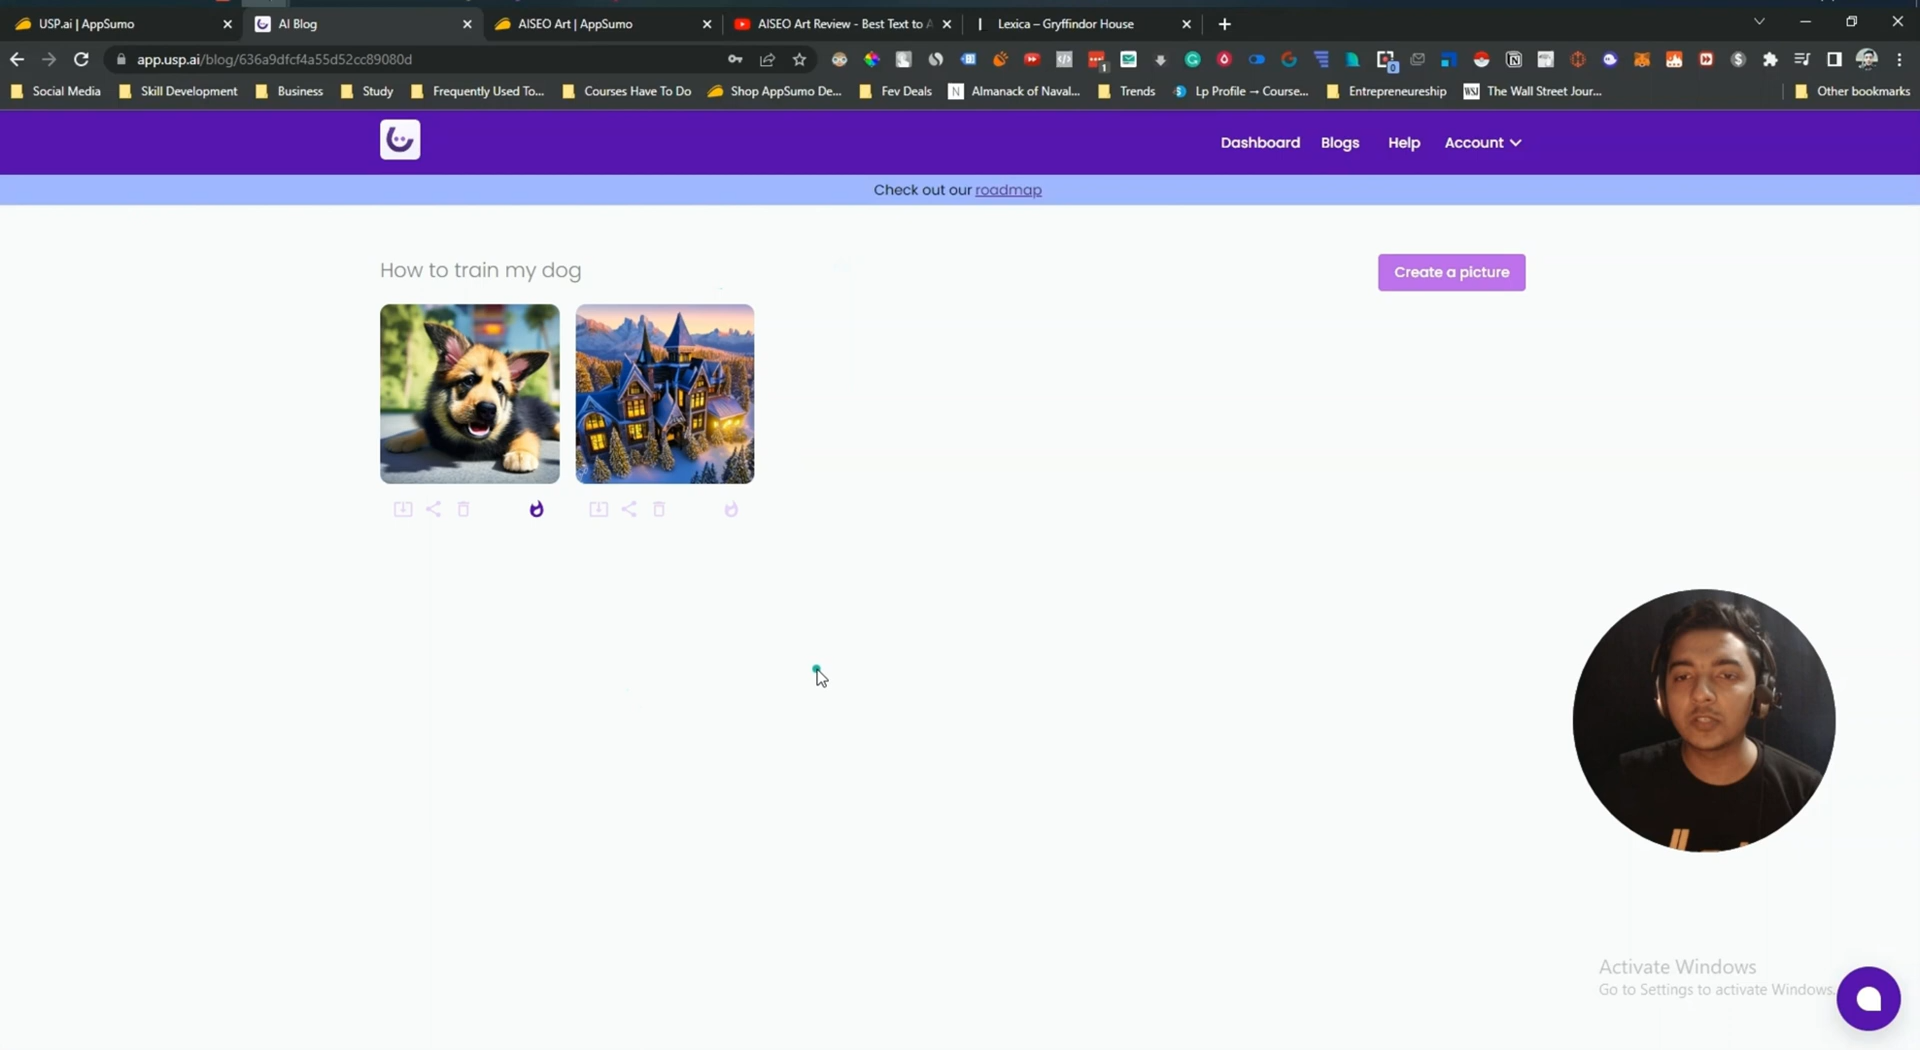 USP.ai | AppSumo
AI Blog
AISEO Art | AppSumo
AISEO Art Review - Best Text to A
Lexica – Gryffindor House
app.usp.ai/blog/636a9dfcf4a55d52cc89080d
Social Media
Skill Development
Business
Study
Frequently Used To...
Courses Have To Do
Shop AppSumo De...
Fev Deals
Almanack of Naval...
Trends
Lp Profile → Course...
Entrepreneureship
The Wall Street Jour...
Other bookmarks
Dashboard
Blogs
Help
Account
Check out our roadmap
How to train my dog
Create a picture
Activate Windows
Go to Settings to activate Windows.